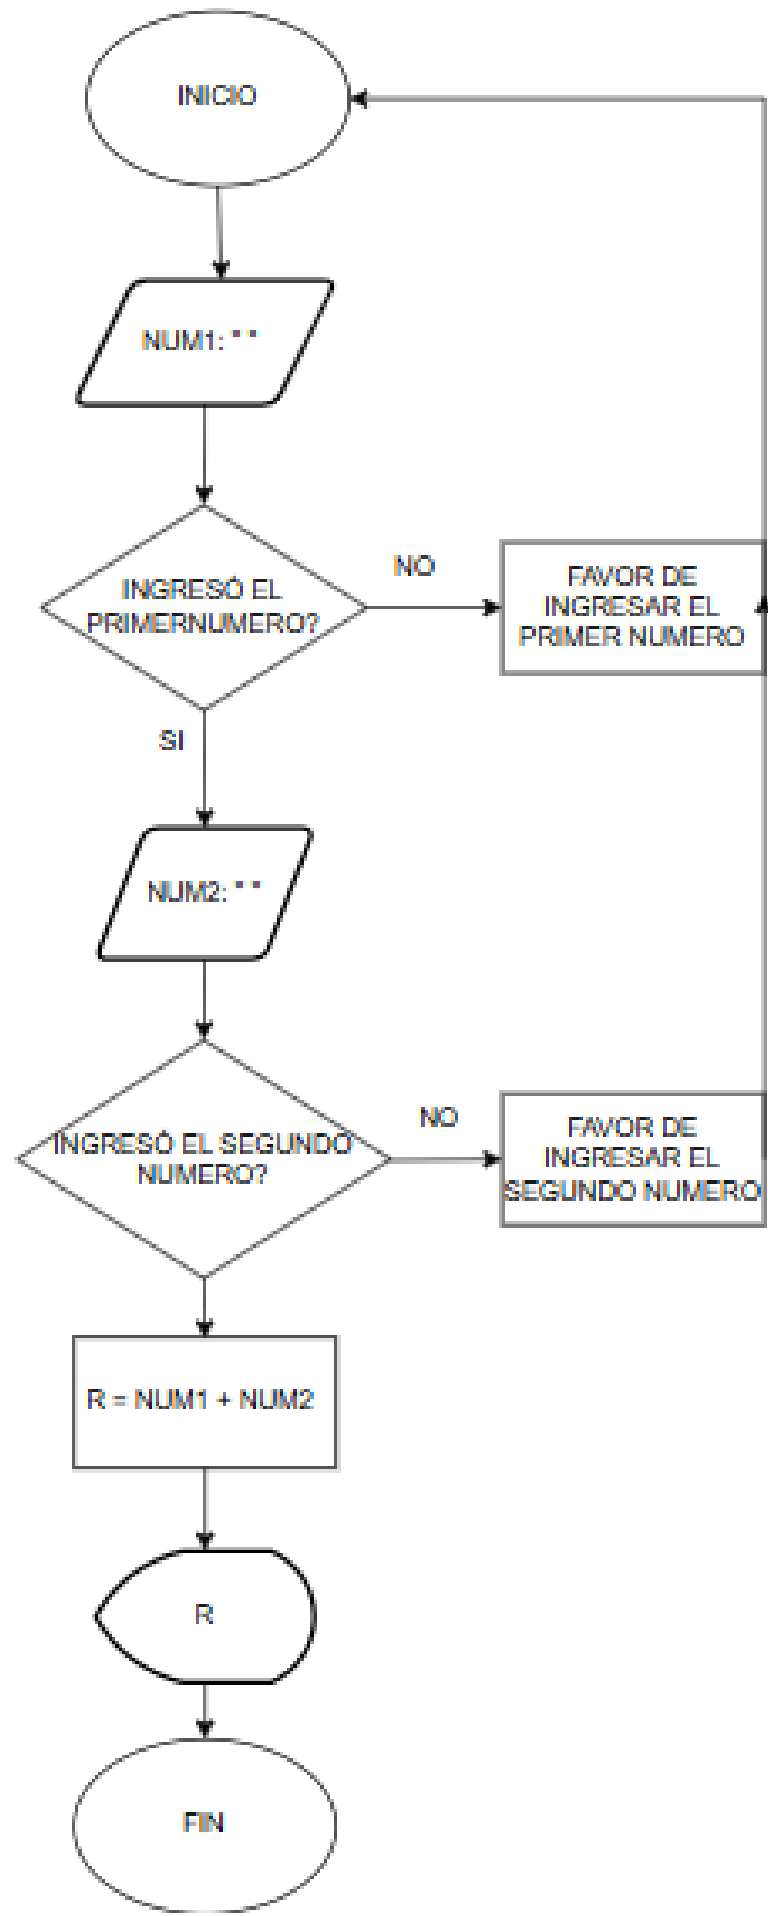 INICIO
NUM1: " "
INGRESÓ EL
PRIMERNUMERO?
NO
FAVOR DE
INGRESAR EL
PRIMER NUMERO
SI
NUM2: " "
INGRESÓ EL SEGUNDO
NUMERO?
NO
FAVOR DE
INGRESAR EL
SEGUNDO NUMERO
R = NUM1 + NUM2
R
FIN